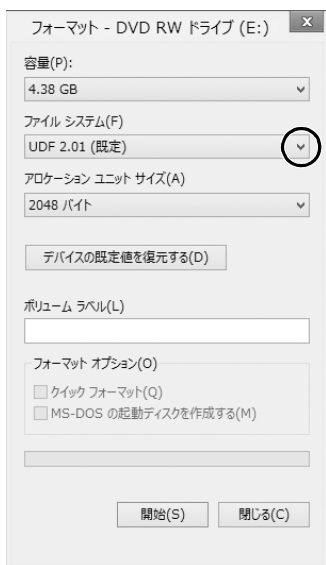 フォーマット - DVD RW ドライブ (E:)
容量(P):
4.38 GB
ファイル システム(F)
UDF 2.01 (既定)
アロケーション ユニット サイズ(A)
2048 バイト
デバイスの既定値を復元する(D)
ボリューム ラベル(L)
フォーマット オプション(O)
クイック フォーマット(Q)
MS-DOS の起動ディスクを作成する(M)
開始(S) 閉じる(C)